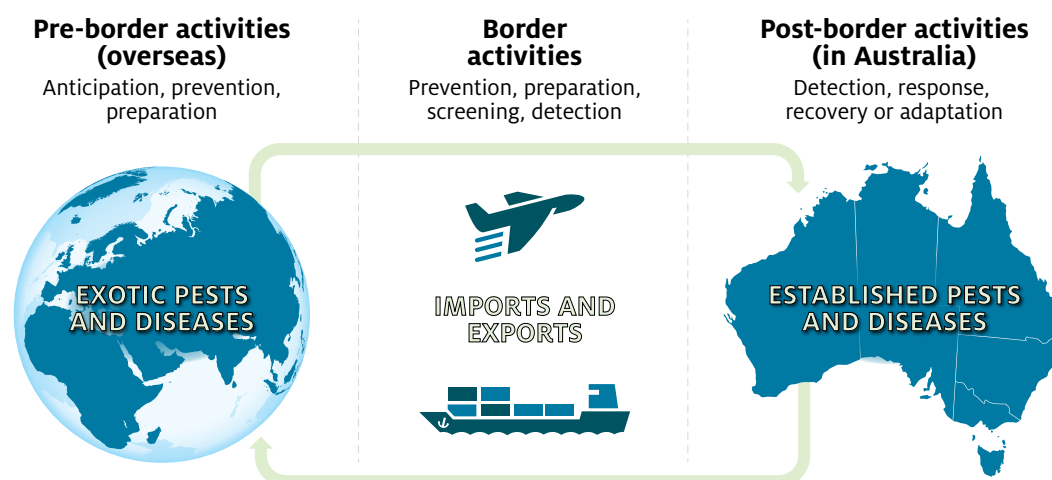 Pre-border activities
(overseas)
Anticipation, prevention,
preparation
Border
activities
Prevention, preparation,
screening, detection
Post-border activities
(in Australia)
Detection, response,
recovery or adaptation
EXOTIC PESTS
AND DISEASES
IMPORTS AND
EXPORTS
ESTABLISHED PESTS
AND DISEASES